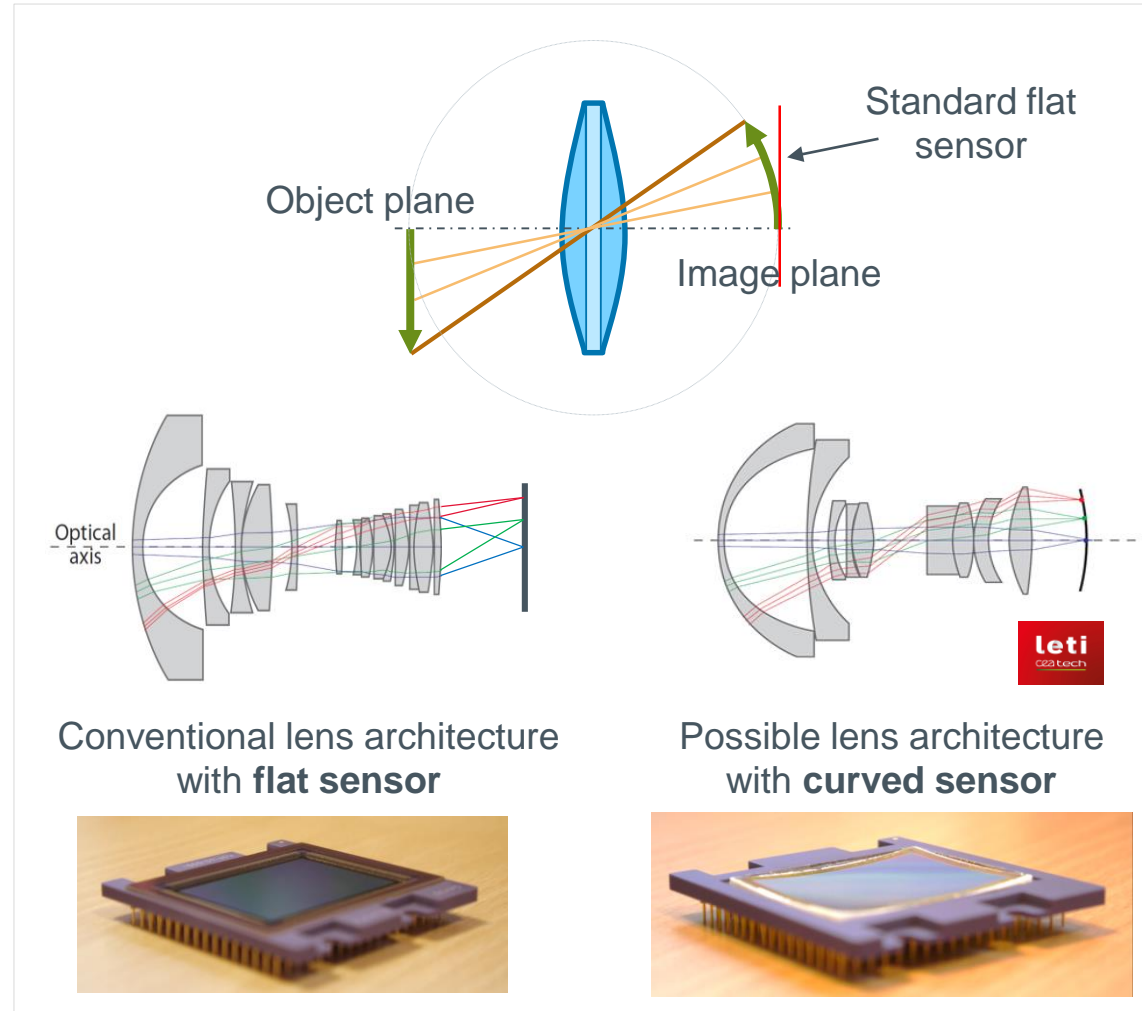 Standard flat
sensor
Object plane
Image plane
Optical
axis
leti
cea tech
Conventional lens architecture
with flat sensor
Possible lens architecture
with curved sensor